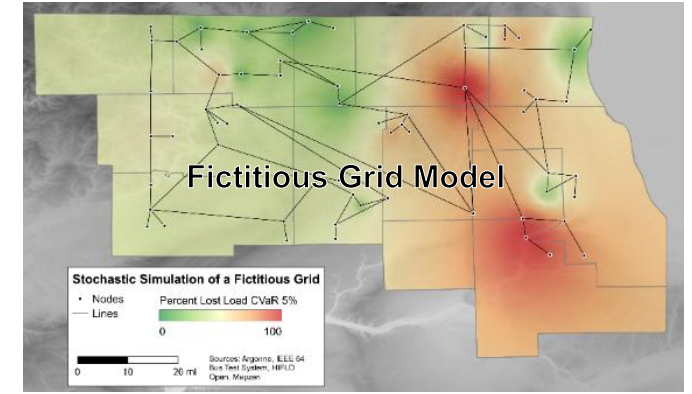 Fictitious Grid Model
Stochastic Simulation of a Fictitious Grid
Nodes
Lines
Percent Lost Load CVaR 5%
0 100
0 10 20 mi
Sources: Argonne, IEEE 54
Bus Test System, HIFLD
Open, Mapzen